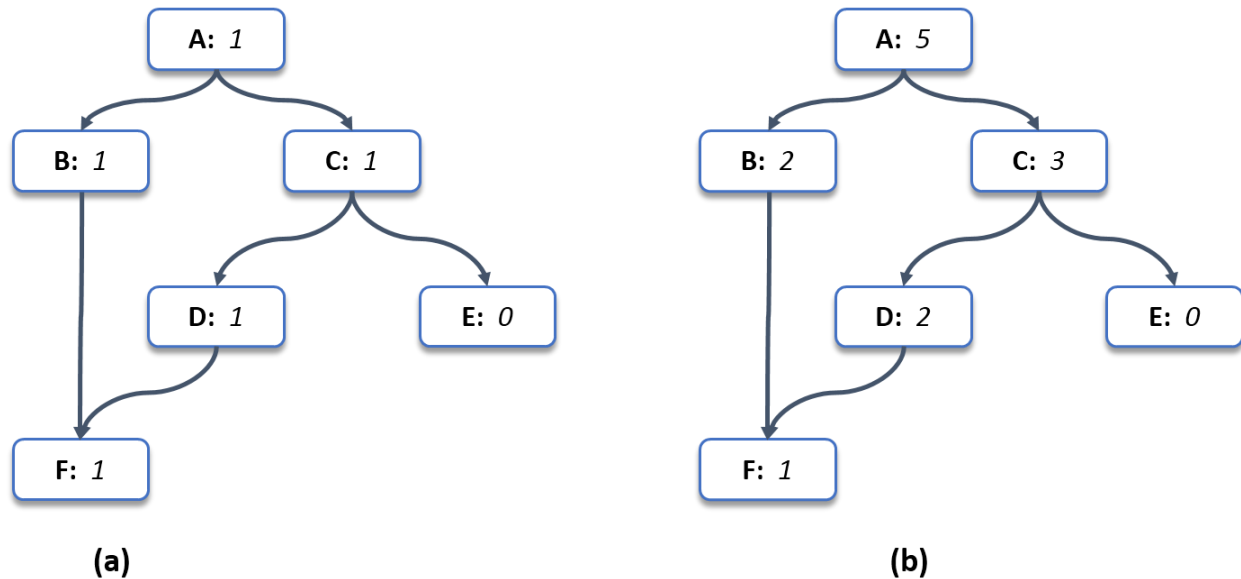 A: 1
B: 1
C: 1
D: 1
E: 0
F: 1
(a)
A: 5
B: 2
C: 3
D: 2
E: 0
F: 1
(b)